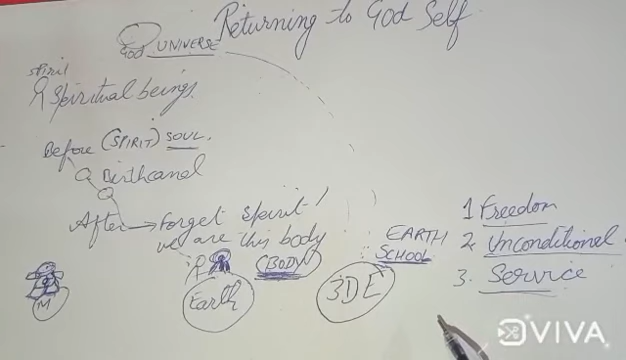 Returning to God Self
God UNIVERSE
spirit
Spiritual beings
Before (SPIRIT) SOUL.
Birthcanel
After → Forget Spirit!
we are this body
(BODY)
M
Earth
3DE
EARTH
SCHOOL
1 Freedom
2. Unconditional
3. Service
VIVA